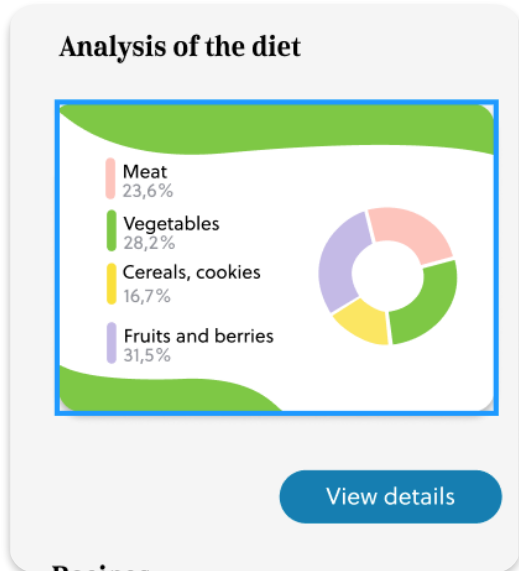 Analysis of the diet
Meat
23,6%
Vegetables
28,2%
Cereals, cookies
16,7%
Fruits and berries
31,5%
View details